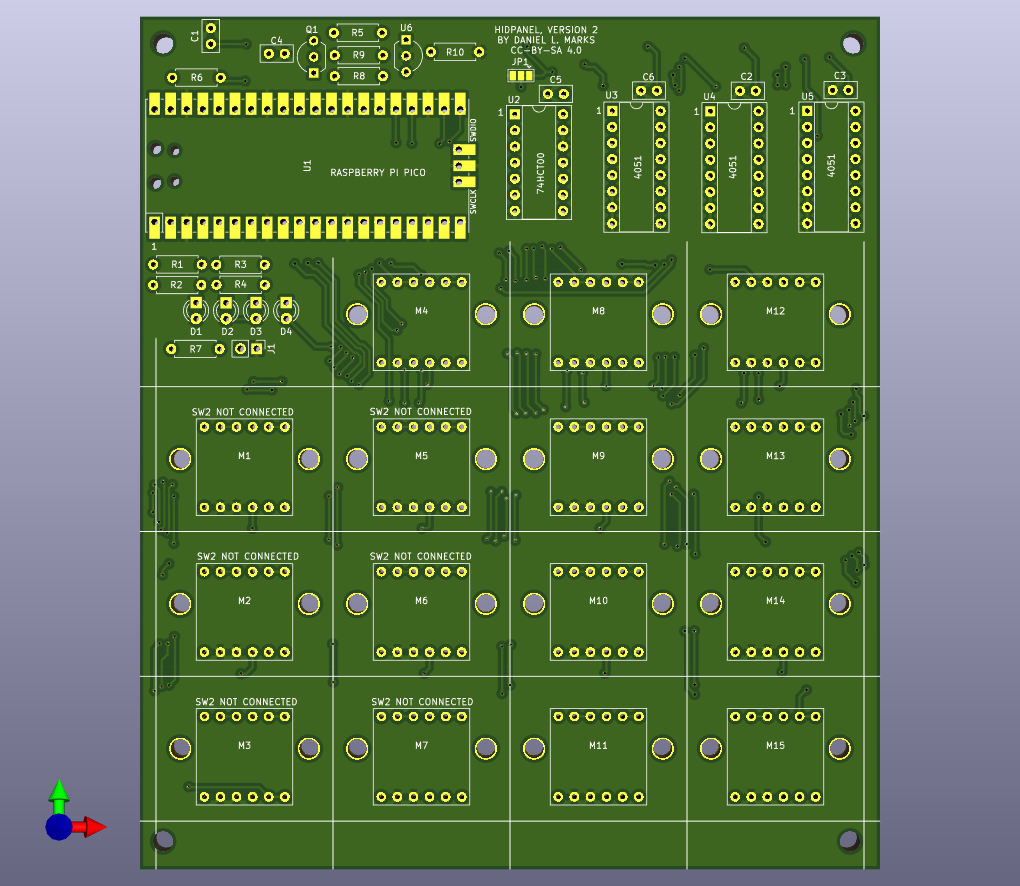 C1
C4
Q1
R5
R9
R8
U6
R10
HIDPANEL, VERSION 2
BY DANIEL L. MARKS
CC-BY-SA 4.0
JP1
R6
C5
C6
C2
C3
U2
U3
U4
U5
1
1
1
1
74HCT00
4051
4051
4051
U1
RASPBERRY PI PICO
SWDIO
SWCLK
1
R1
R3
R2
R4
D1
D2
D3
D4
R7
J1
M4
M8
M12
SW2 NOT CONNECTED
SW2 NOT CONNECTED
M1
M5
M9
M13
SW2 NOT CONNECTED
SW2 NOT CONNECTED
M2
M6
M10
M14
SW2 NOT CONNECTED
SW2 NOT CONNECTED
M3
M7
M11
M15